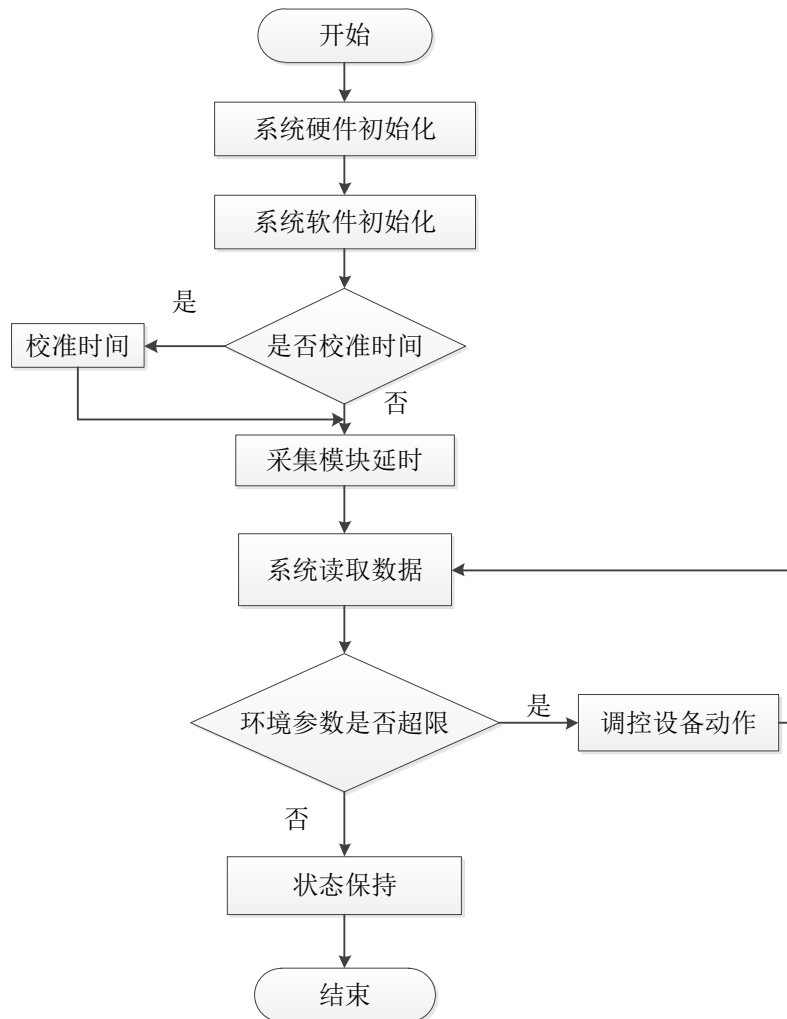 开始
系统硬件初始化
系统软件初始化
是
校准时间
是否校准时间
否
采集模块延时
系统读取数据
环境参数是否超限
是
调控设备动作
否
状态保持
结束